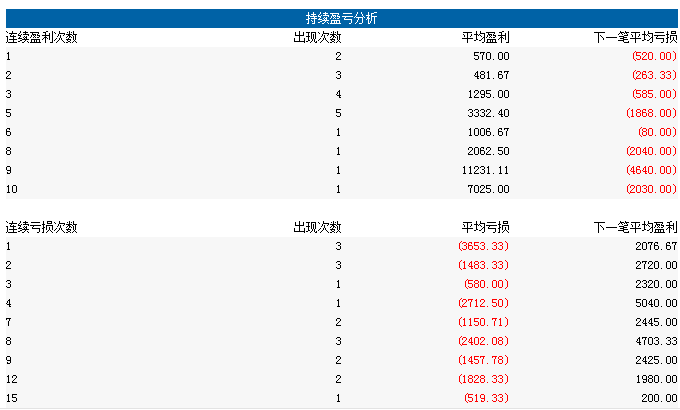 持续盈亏分析
连续盈利次数 出现次数 平均盈利 下一笔平均亏损
1 2 570.00 (520.00)
2 3 481.67 (263.33)
3 4 1295.00 (585.00)
5 5 3332.40 (1868.00)
6 1 1006.67 (80.00)
8 1 2062.50 (2040.00)
9 1 11231.11 (4640.00)
10 1 7025.00 (2030.00)
连续亏损次数 出现次数 平均亏损 下一笔平均盈利
1 3 (3653.33) 2076.67
2 3 (1483.33) 2720.00
3 1 (580.00) 2320.00
4 1 (2712.50) 5040.00
7 2 (1150.71) 2445.00
8 3 (2402.08) 4703.33
9 2 (1457.78) 2425.00
12 2 (1828.33) 1980.00
15 1 (519.33) 200.00